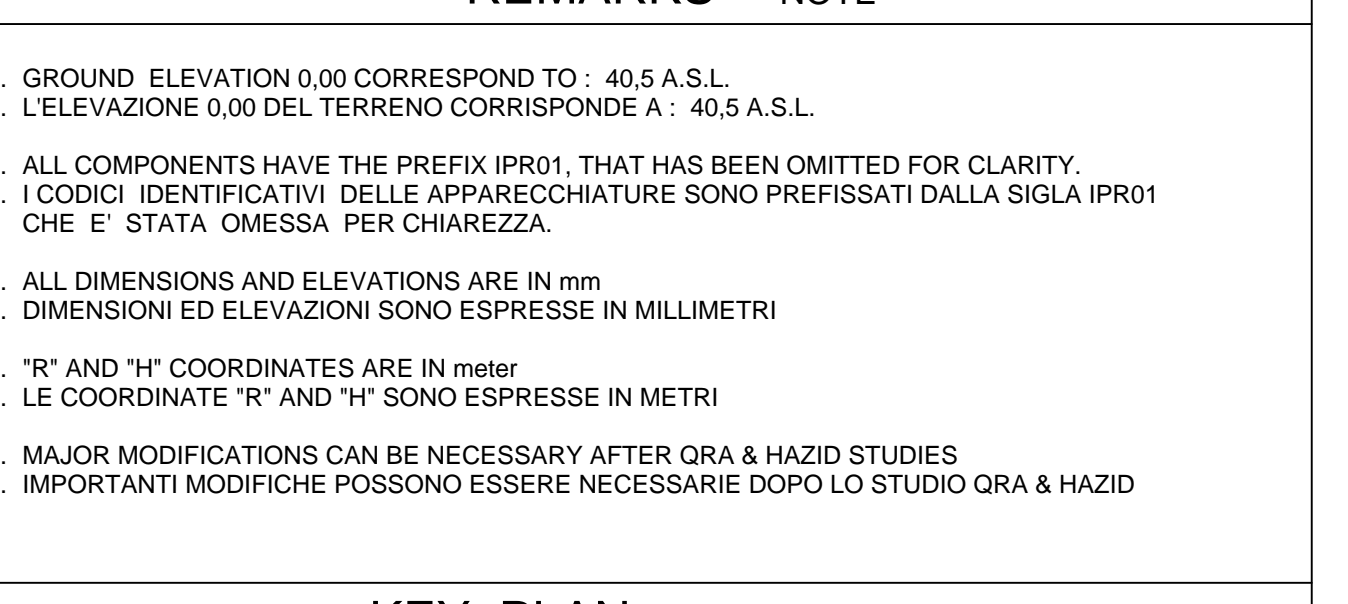 REMARKS NOTE
. GROUND ELEVATION 0,00 CORRESPOND TO : 40,5 A.S.L.
. L'ELEVAZIONE 0,00 DEL TERRENO CORRISPONDE A : 40,5 A.S.L.
. ALL COMPONENTS HAVE THE PREFIX IPR01, THAT HAS BEEN OMITTED FOR CLARITY.
. I CODICI IDENTIFICATIVI DELLE APPARECCHIATURE SONO PREFISSATI DALLA SIGLA IPR01
CHE E' STATA OMESSA PER CHIAREZZA.
. ALL DIMENSIONS AND ELEVATIONS ARE IN mm
. DIMENSIONI ED ELEVAZIONI SONO ESPRESSE IN MILLIMETRI
. "R" AND "H" COORDINATES ARE IN meter
. LE COORDINATE "R" AND "H" SONO ESPRESSE IN METRI
. MAJOR MODIFICATIONS CAN BE NECESSARY AFTER QRA & HAZID STUDIES
. IMPORTANTI MODIFICHE POSSONO ESSERE NECESSARIE DOPO LO STUDIO QRA & HAZID
KEY PLAN